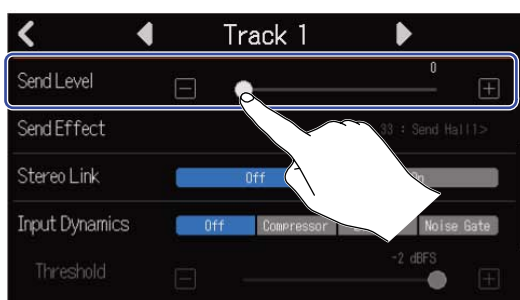 Track 1
Send Level 0
Send Effect 33 : Send Hall1>
Stereo Link Off On
Input Dynamics Off Compressor Noise Gate
Threshold -2 dBFS